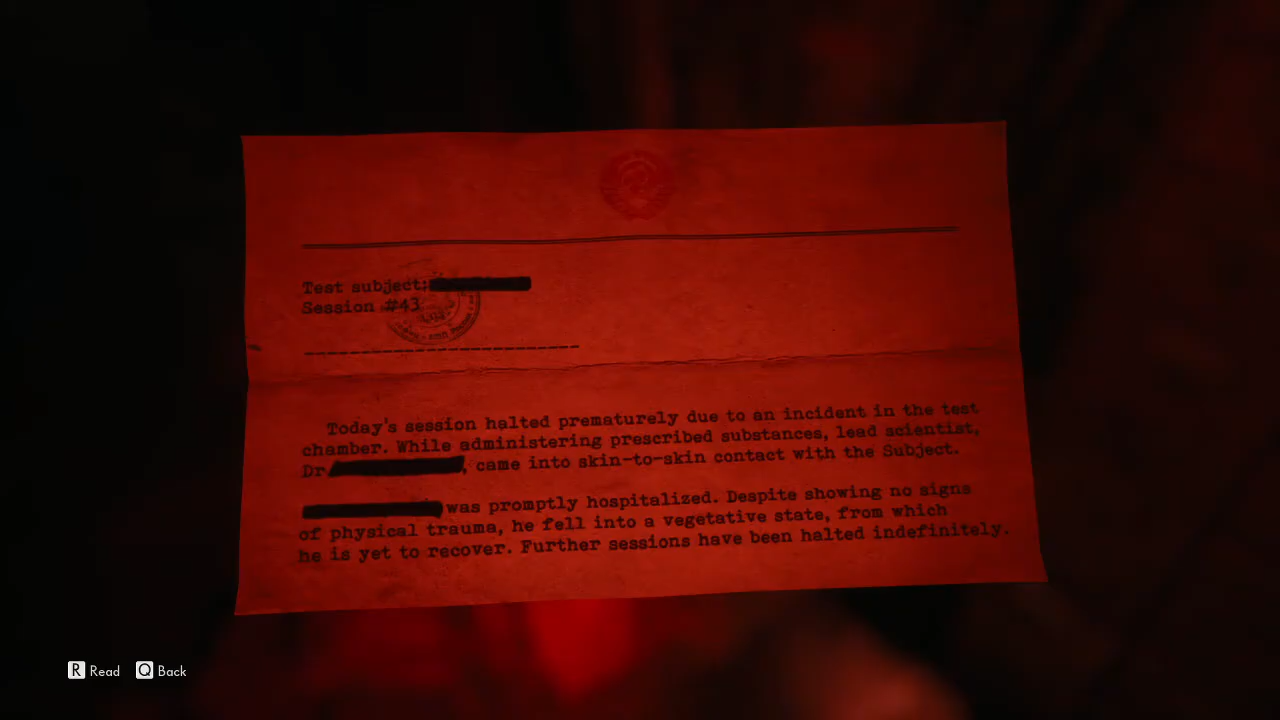 Test subject:
Session #43
Today's session halted prematurely due to an incident in the test
chamber. While administering prescribed substances, lead scientist,
Dr , came into skin-to-skin contact with the Subject.
was promptly hospitalized. Despite showing no signs
of physical trauma, he fell into a vegetative state, from which
he is yet to recover. Further sessions have been halted indefinitely.
R Read Q Back